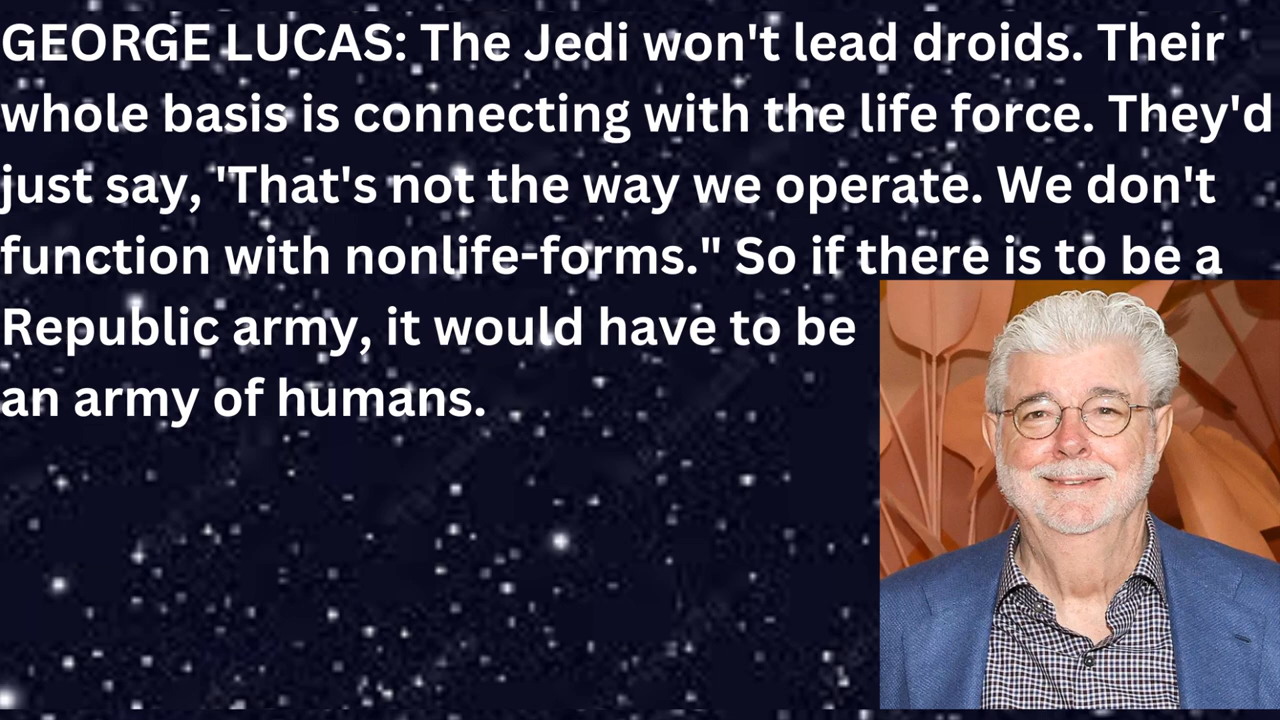 GEORGE LUCAS: The Jedi won't lead droids. Their
whole basis is connecting with the life force. They'd
just say, 'That's not the way we operate. We don't
function with nonlife-forms." So if there is to be a
Republic army, it would have to be
an army of humans.